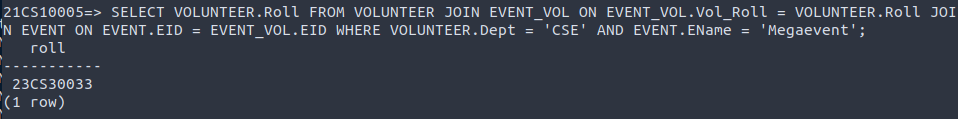 21CS10005=> SELECT VOLUNTEER.Roll FROM VOLUNTEER JOIN EVENT_VOL ON EVENT_VOL.Vol_Roll = VOLUNTEER.Roll JOI
N EVENT ON EVENT.EID = EVENT_VOL.EID WHERE VOLUNTEER.Dept = 'CSE' AND EVENT.EName = 'Megaevent';
   roll
-----------
 23CS30033
(1 row)